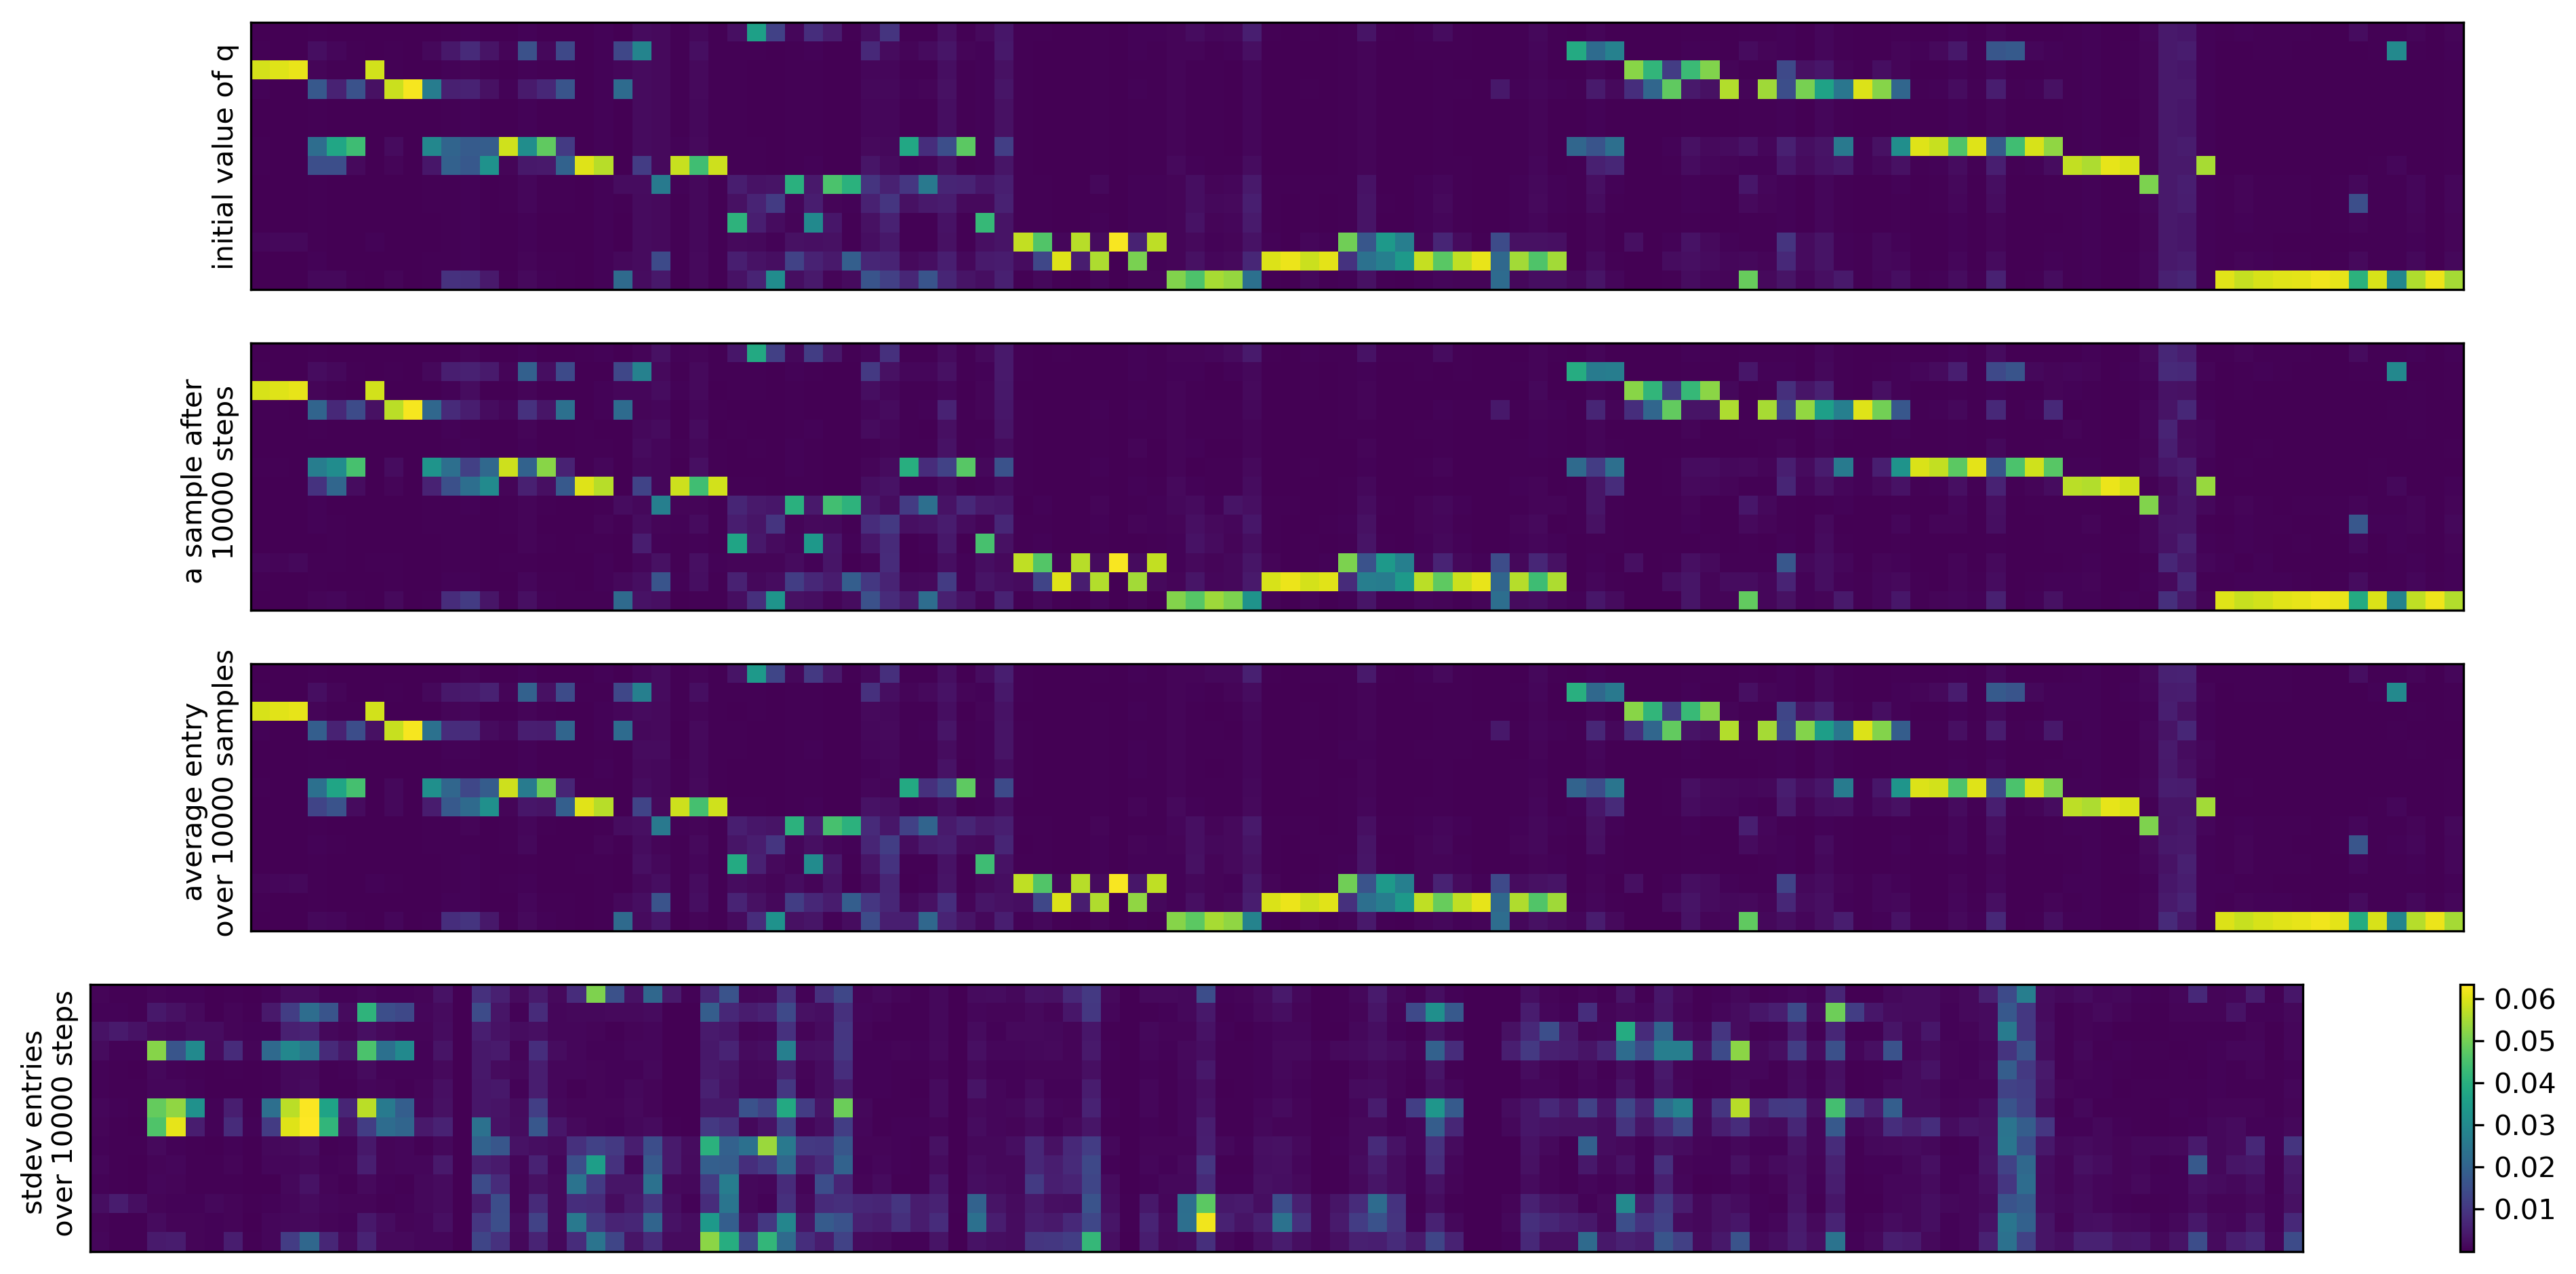 initial value of q
a sample after
10000 steps
average entry
over 10000 samples
stdev entries
over 10000 steps
0.06
0.05
0.04
0.03
0.02
0.01